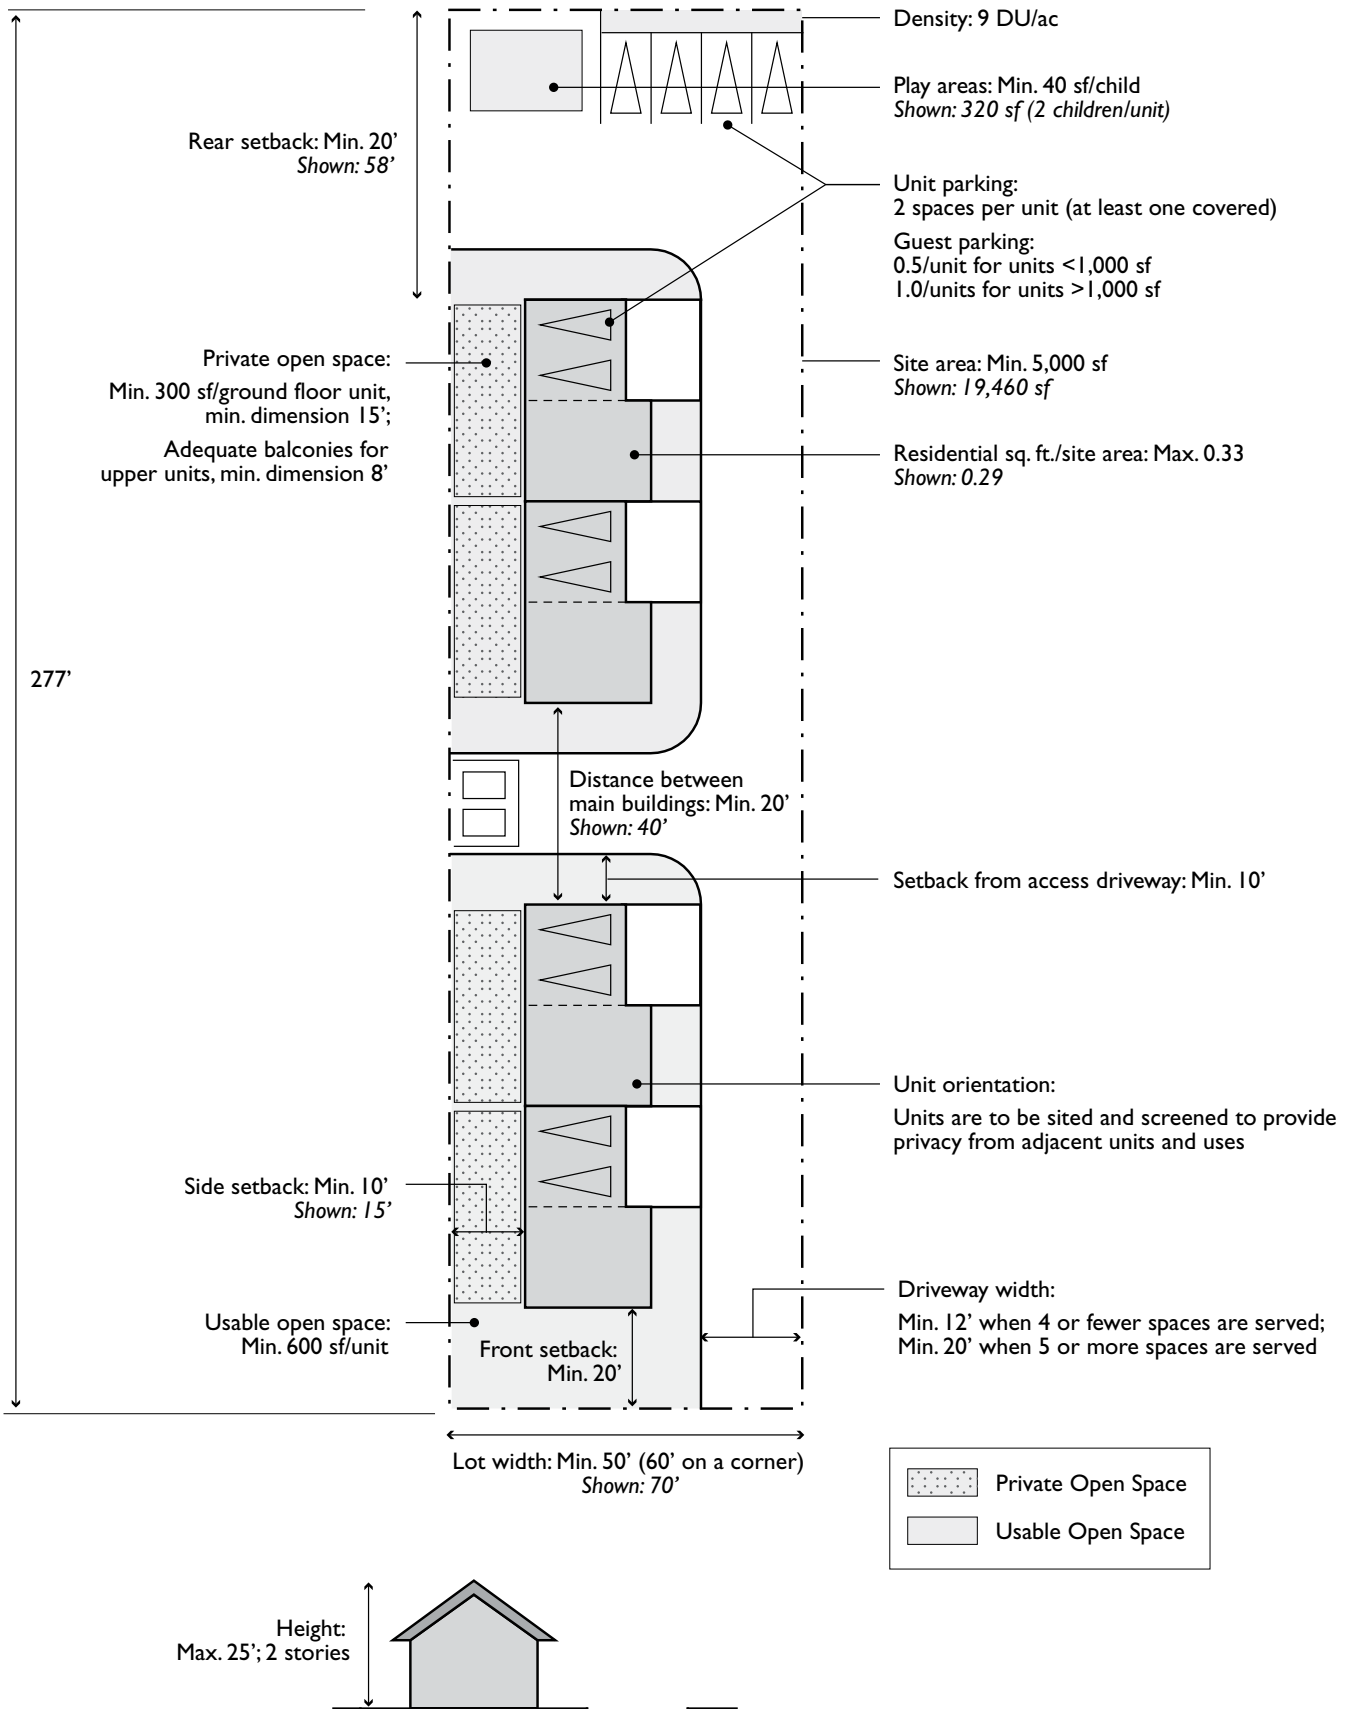 Density: 9 DU/ac
Play areas: Min. 40 sf/child
Shown: 320 sf (2 children/unit)
Rear setback: Min. 20’
Shown: 58’
Unit parking:
2 spaces per unit (at least one covered)
Guest parking:
0.5/unit for units <1,000 sf
1.0/units for units >1,000 sf
Private open space:
Min. 300 sf/ground floor unit,
min. dimension 15’;
Adequate balconies for
upper units, min. dimension 8’
Site area: Min. 5,000 sf
Shown: 19,460 sf
Residential sq. ft./site area: Max. 0.33
Shown: 0.29
277’
Distance between
main buildings: Min. 20’
Shown: 40’
Setback from access driveway: Min. 10’
Unit orientation:
Units are to be sited and screened to provide
privacy from adjacent units and uses
Side setback: Min. 10’
Shown: 15’
Usable open space:
Min. 600 sf/unit
Front setback:
Min. 20’
Driveway width:
Min. 12’ when 4 or fewer spaces are served;
Min. 20’ when 5 or more spaces are served
Lot width: Min. 50’ (60’ on a corner)
Shown: 70’
Private Open Space
Usable Open Space
Height:
Max. 25’; 2 stories